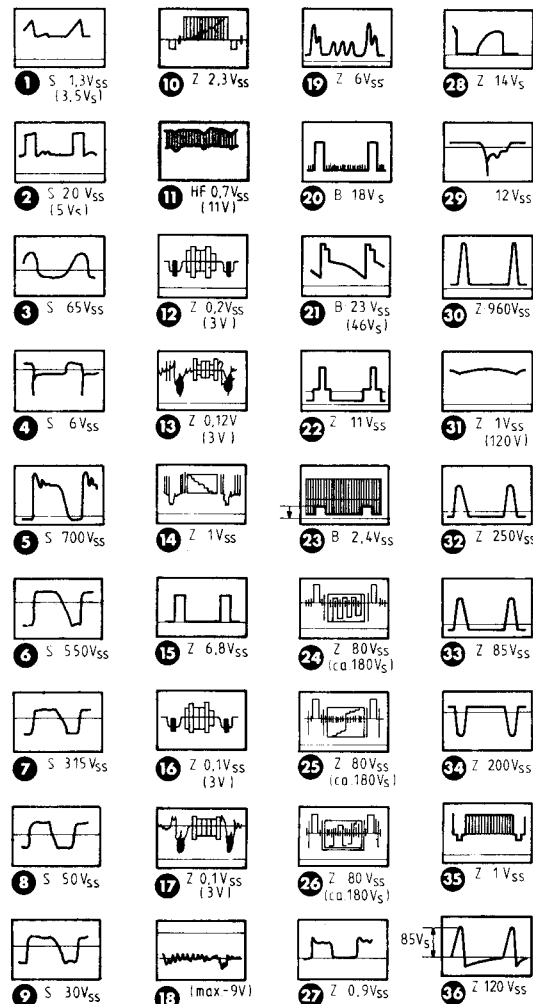 1 S 1,3Vss
(3,5Vs)
2 S 20 Vss
(5 Vs)
3 S 65Vss
4 S 6Vss
5 S 700Vss
6 S 550Vss
7 S 315Vss
8 S 50Vss
9 S 30Vss
10 Z 2,3Vss
11 HF 0,7Vss
(11V)
12 Z 0,2Vss
(3V)
13 Z 0,12V
(3V)
14 Z 1Vss
15 Z 6,8Vss
16 Z 0,1Vss
(3V)
17 Z 0,1Vss
(3V)
18 (max.-9V)
19 Z 6Vss
20 B 18Vs
21 B 23 Vss
(46Vs)
22 Z 11Vss
23 B 2,4Vss
24 Z 80Vss
(ca.180Vs)
25 Z 80Vss
(ca.180Vs)
26 Z 80Vss
(ca.180Vs)
27 Z 0,9Vss
28 Z 14Vs
29 12Vss
30 Z 960Vss
31 Z 1Vss
(120V)
32 Z 250Vss
33 Z 85Vss
34 Z 200Vss
35 Z 1Vss
85Vs
36 Z 120Vss